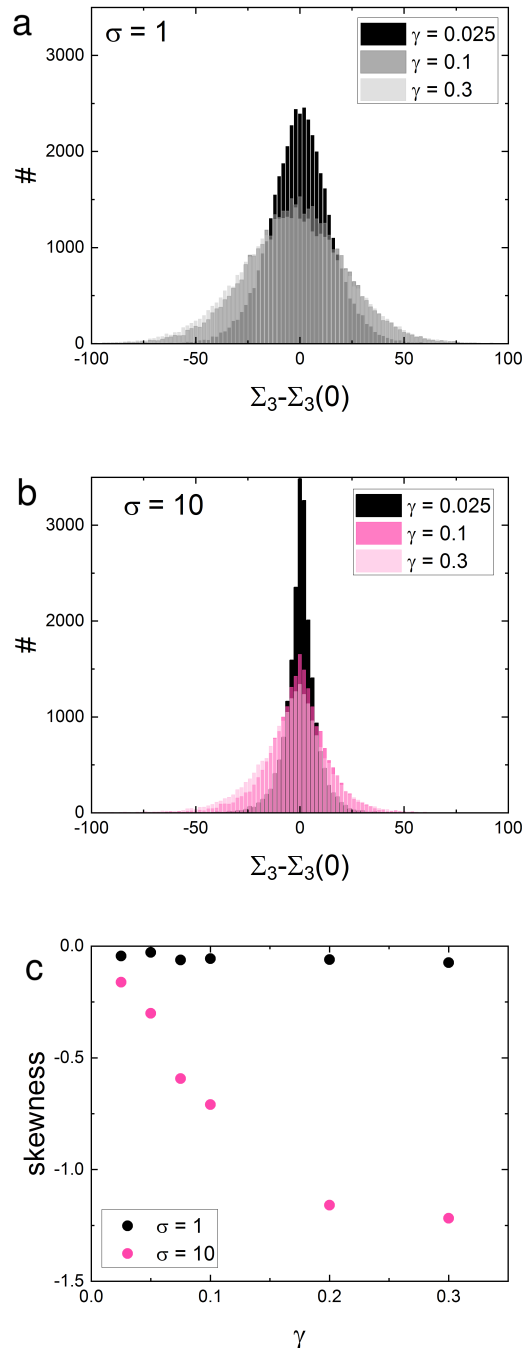 a
σ = 1
γ = 0.025
γ = 0.1
γ = 0.3
3000
2000
1000
0
#
-100 -50 0 50 100
Σ₃-Σ₃(0)
b
σ = 10
γ = 0.025
γ = 0.1
γ = 0.3
3000
2000
1000
0
#
-100 -50 0 50 100
Σ₃-Σ₃(0)
c
0.0
-0.5
-1.0
-1.5
skewness
σ = 1
σ = 10
0.0 0.1 0.2 0.3
γ